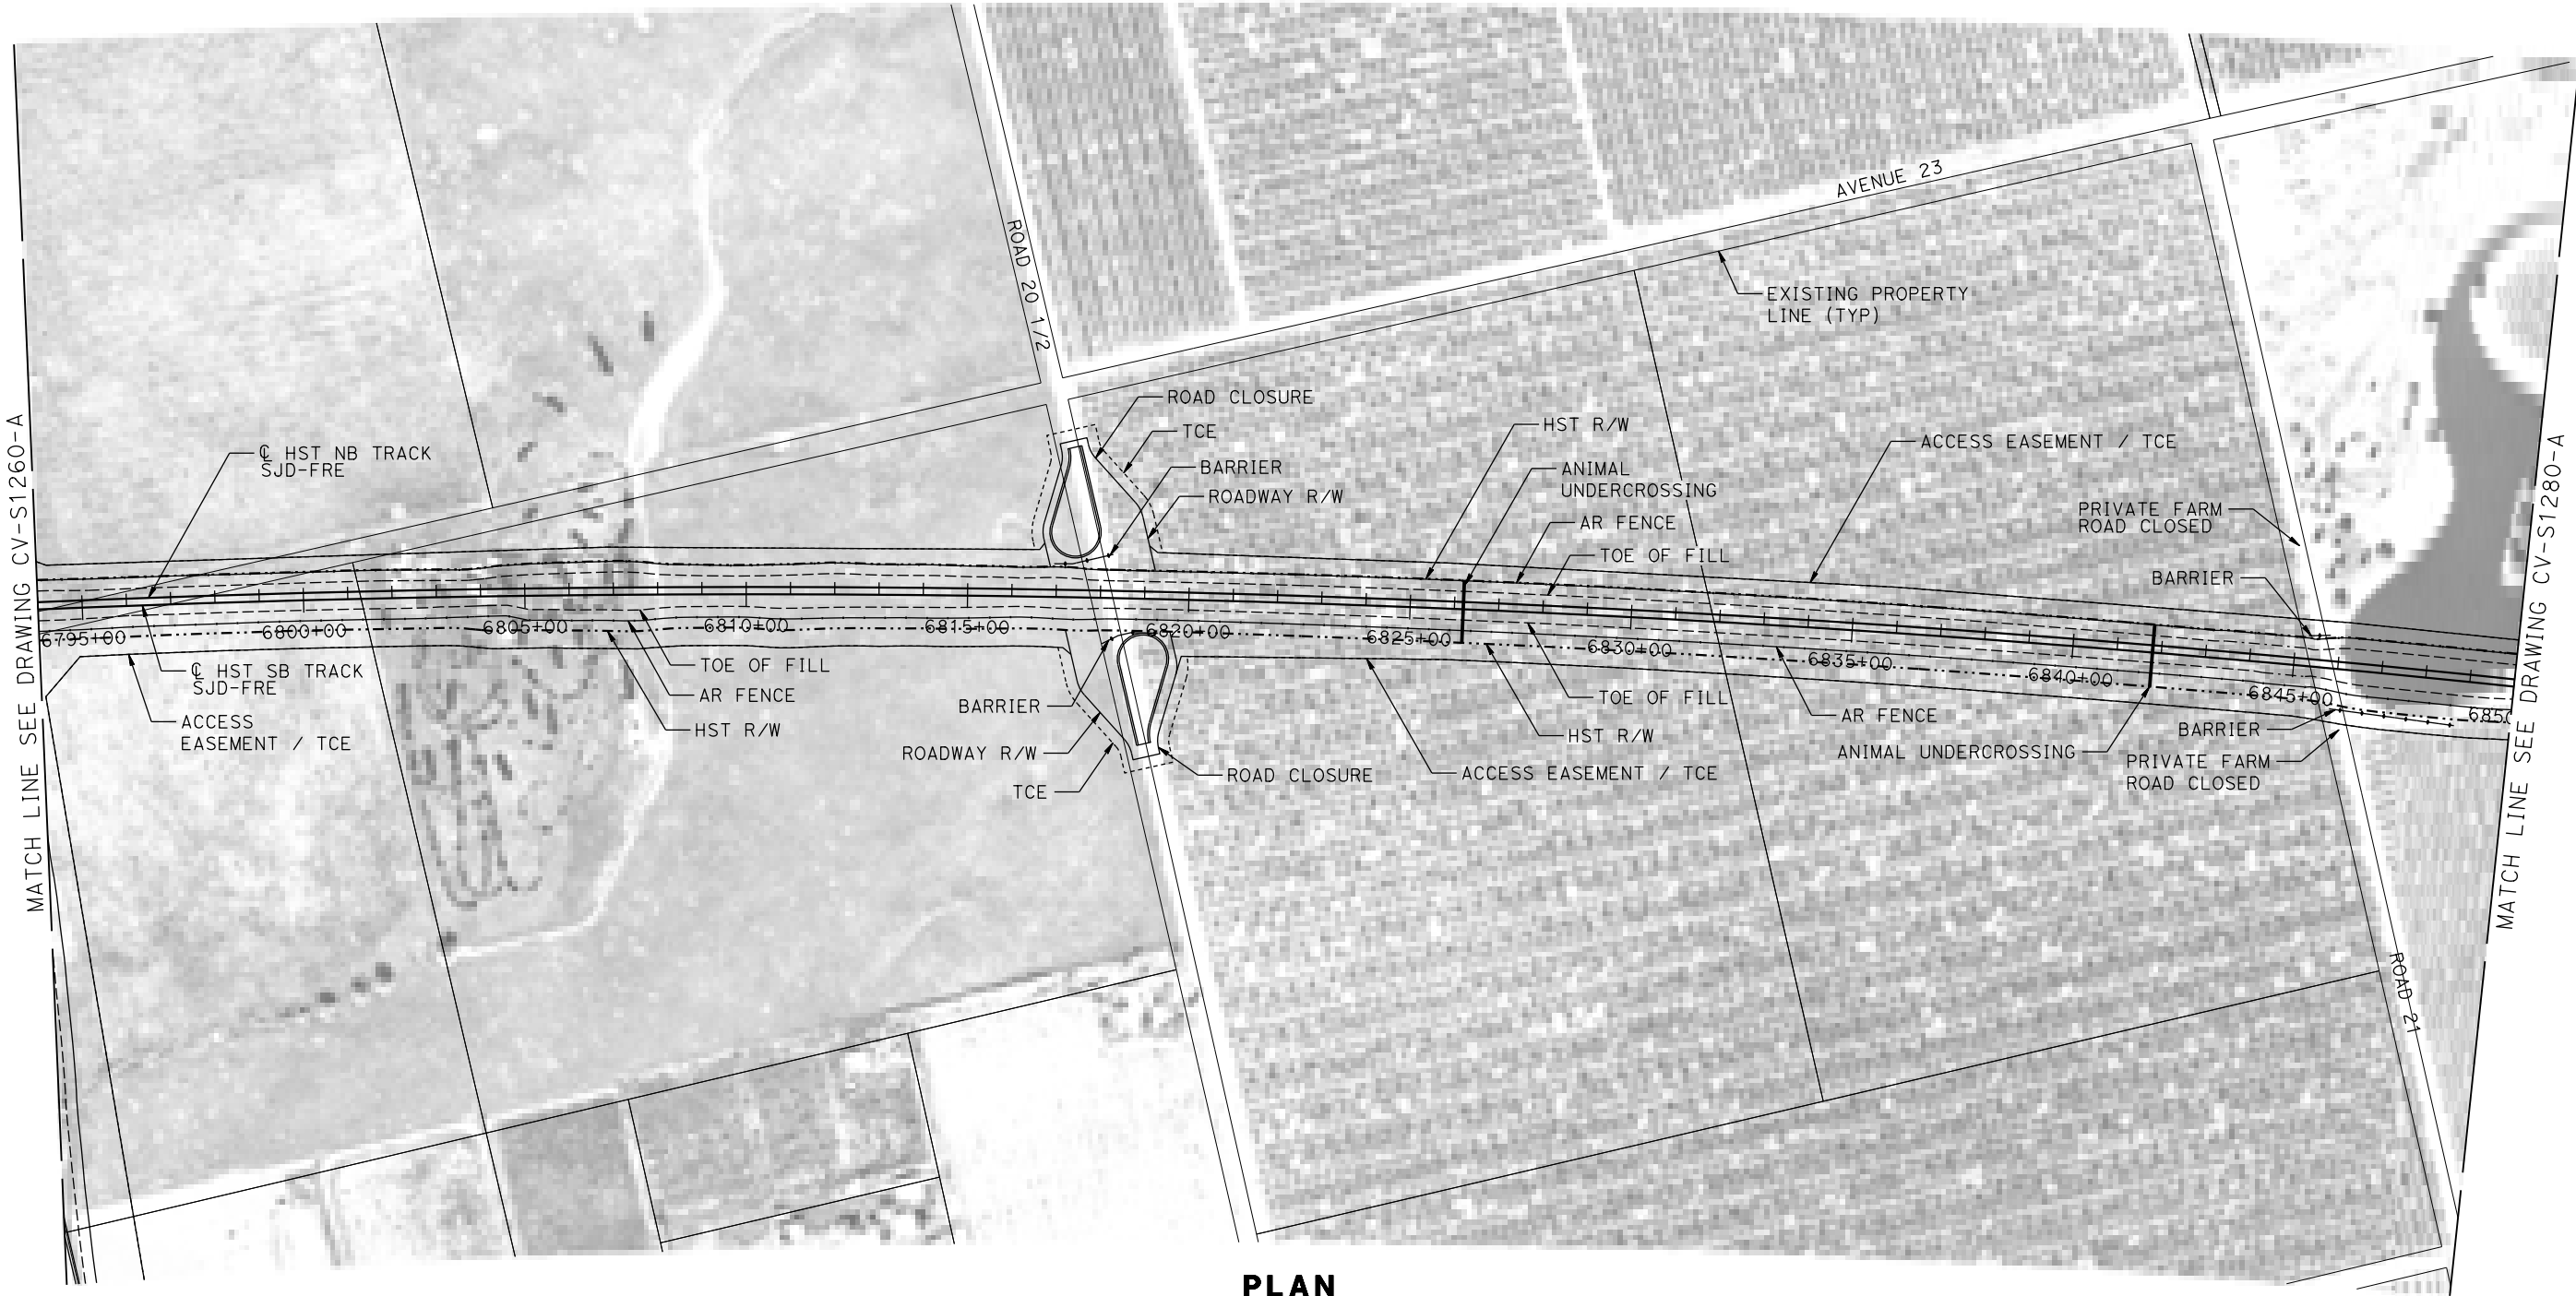 AVENUE 23
ROAD 20 1/2
EXISTING PROPERTY
LINE (TYP)
ROAD CLOSURE
TCE
BARRIER
ROADWAY R/W
HST R/W
ANIMAL
UNDERCROSSING
AR FENCE
TOE OF FILL
ACCESS EASEMENT / TCE
PRIVATE FARM
ROAD CLOSED
BARRIER
℄ HST NB TRACK
SJD-FRE
MATCH LINE SEE DRAWING CV-S1260-A
MATCH LINE SEE DRAWING CV-S1280-A
6795+00
6800+00
6805+00
6810+00
6815+00
6820+00
6825+00
6830+00
6835+00
6840+00
6845+00
℄ HST SB TRACK
SJD-FRE
ACCESS
EASEMENT / TCE
TOE OF FILL
AR FENCE
HST R/W
BARRIER
ROADWAY R/W
TCE
ROAD CLOSURE
TOE OF FILL
HST R/W
ACCESS EASEMENT / TCE
AR FENCE
ANIMAL UNDERCROSSING
BARRIER
PRIVATE FARM
ROAD CLOSED
ROAD 21
PLAN